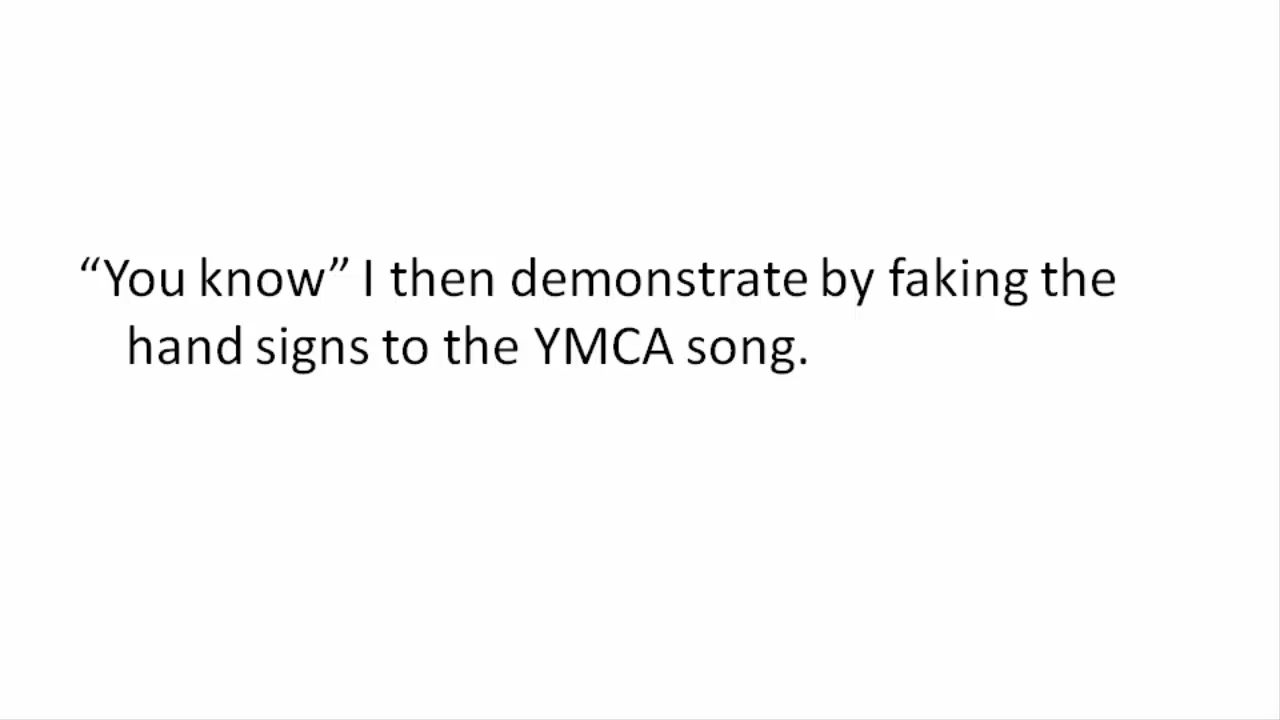 “You know” I then demonstrate by faking the
hand signs to the YMCA song.